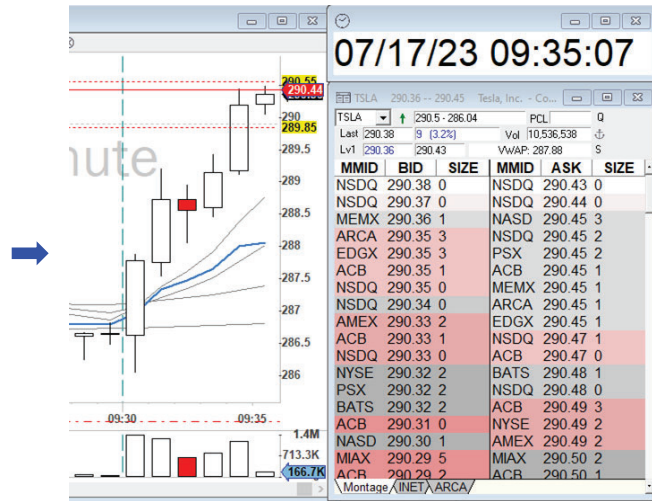 07/17/23 09:35:07
290.55
290.44
290
289.85
289.5
289
288.5
288
287.5
287
286.5
286
nute
09:30 09:35
1.4M
713.3K
166.7K
TSLA 290.36 -- 290.45 Tesla, Inc. - Co...
TSLA 290.5 - 286.04 PCL Q
Last 290.38 9 (3.2%) Vol 10,536,538
Lv1 290.36 290.43 VWAP: 287.88 S
MMID BID SIZE MMID ASK SIZE
NSDQ 290.38 0 NSDQ 290.43 0
NSDQ 290.37 0 NSDQ 290.44 0
MEMX 290.36 1 NASD 290.45 3
ARCA 290.35 3 NSDQ 290.45 2
EDGX 290.35 3 PSX 290.45 2
ACB 290.35 1 ACB 290.45 1
NSDQ 290.35 0 MEMX 290.45 1
NSDQ 290.34 0 ARCA 290.45 1
AMEX 290.33 2 EDGX 290.45 1
ACB 290.33 1 NSDQ 290.47 1
NSDQ 290.33 0 ACB 290.47 0
NYSE 290.32 2 BATS 290.48 1
PSX 290.32 2 NSDQ 290.48 0
BATS 290.32 2 ACB 290.49 3
ACB 290.31 0 NYSE 290.49 2
NASD 290.30 1 AMEX 290.49 2
MIAX 290.29 5 MIAX 290.50 2
ACB 290.29 2 ACB 290.50 1
Montage INET ARCA